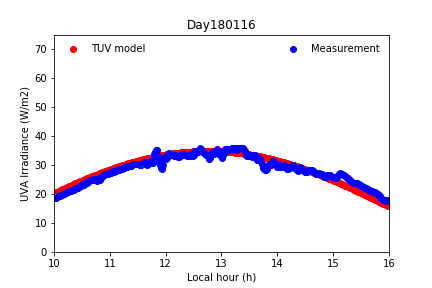 Day180116
TUV model
Measurement
70
60
50
40
30
20
10
0
UVA Irradiance (W/m2)
10 11 12 13 14 15 16
Local hour (h)